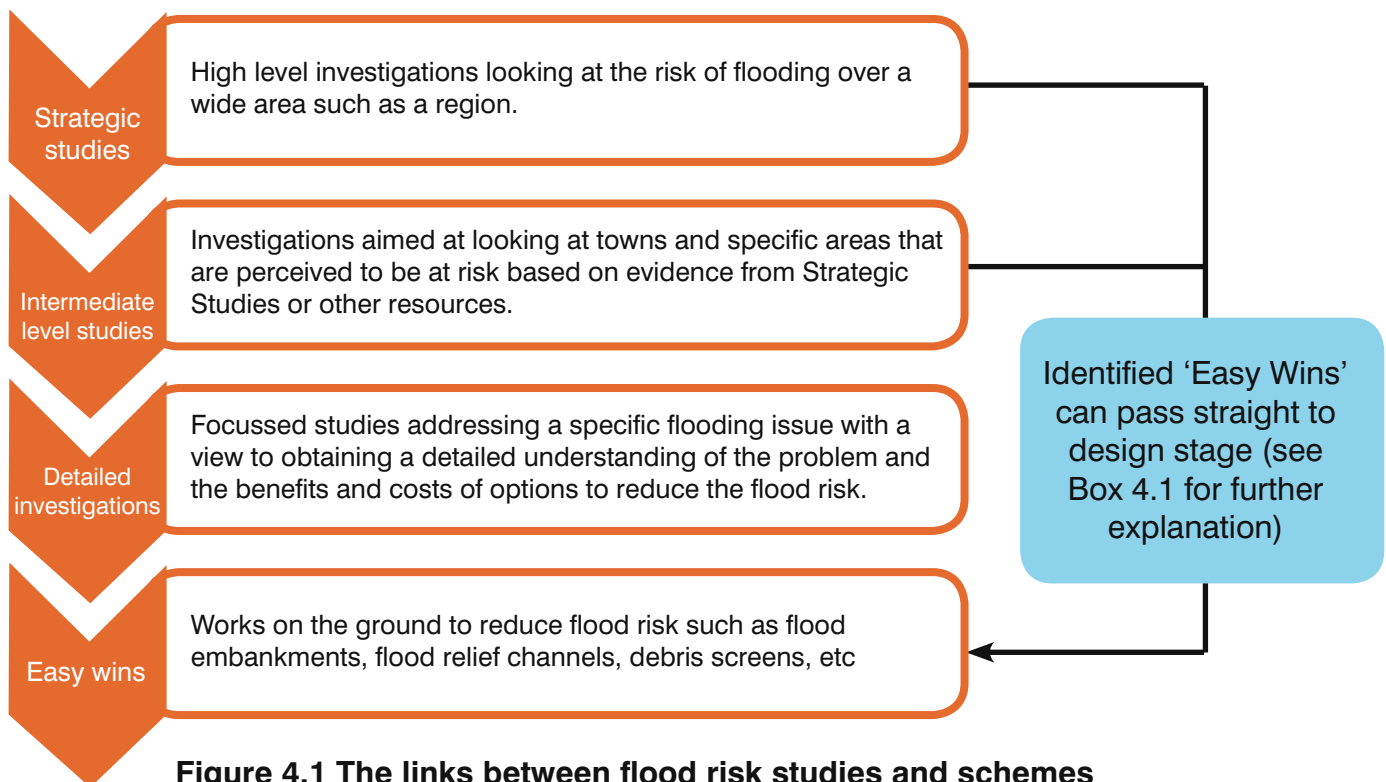 Strategic
studies
High level investigations looking at the risk of flooding over a
wide area such as a region.
Intermediate
level studies
Investigations aimed at looking at towns and specific areas that
are perceived to be at risk based on evidence from Strategic
Studies or other resources.
Detailed
investigations
Focussed studies addressing a specific flooding issue with a
view to obtaining a detailed understanding of the problem and
the benefits and costs of options to reduce the flood risk.
Easy wins
Works on the ground to reduce flood risk such as flood
embankments, flood relief channels, debris screens, etc
Identified ‘Easy Wins’
can pass straight to
design stage (see
Box 4.1 for further
explanation)
Figure 4.1 The links between flood risk studies and schemes